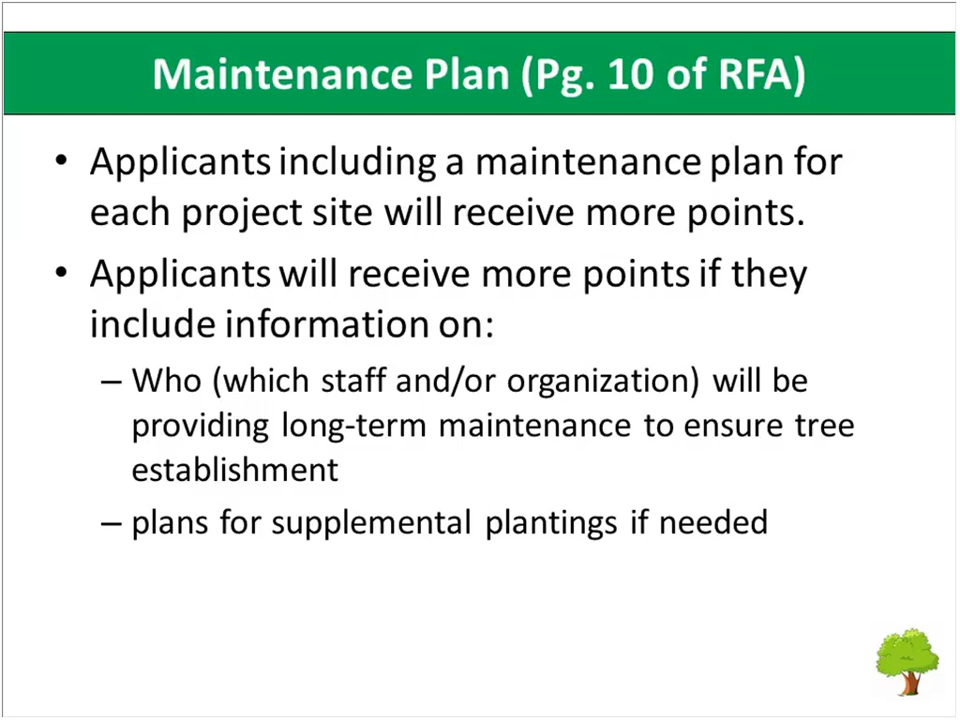 Maintenance Plan (Pg. 10 of RFA)
• Applicants including a maintenance plan for
each project site will receive more points.
• Applicants will receive more points if they
include information on:
– Who (which staff and/or organization) will be
providing long-term maintenance to ensure tree
establishment
– plans for supplemental plantings if needed